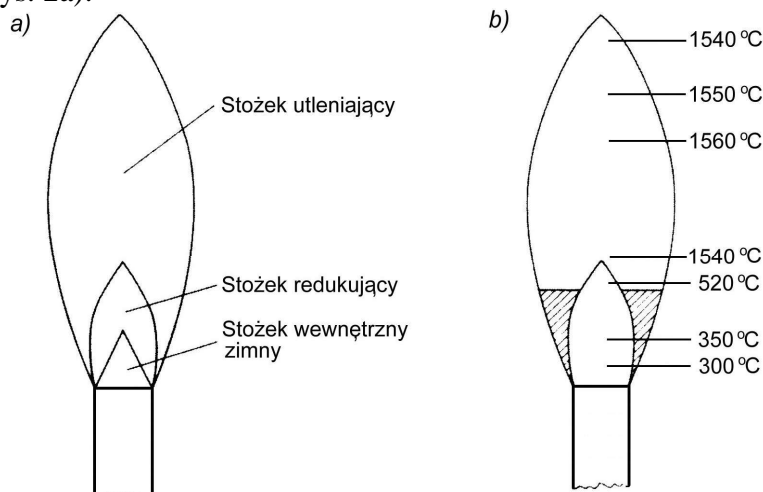 a)
Stożek utleniający
Stożek redukujący
Stożek wewnętrzny
zimny
b)
1540 °C
1550 °C
1560 °C
1540 °C
520 °C
350 °C
300 °C